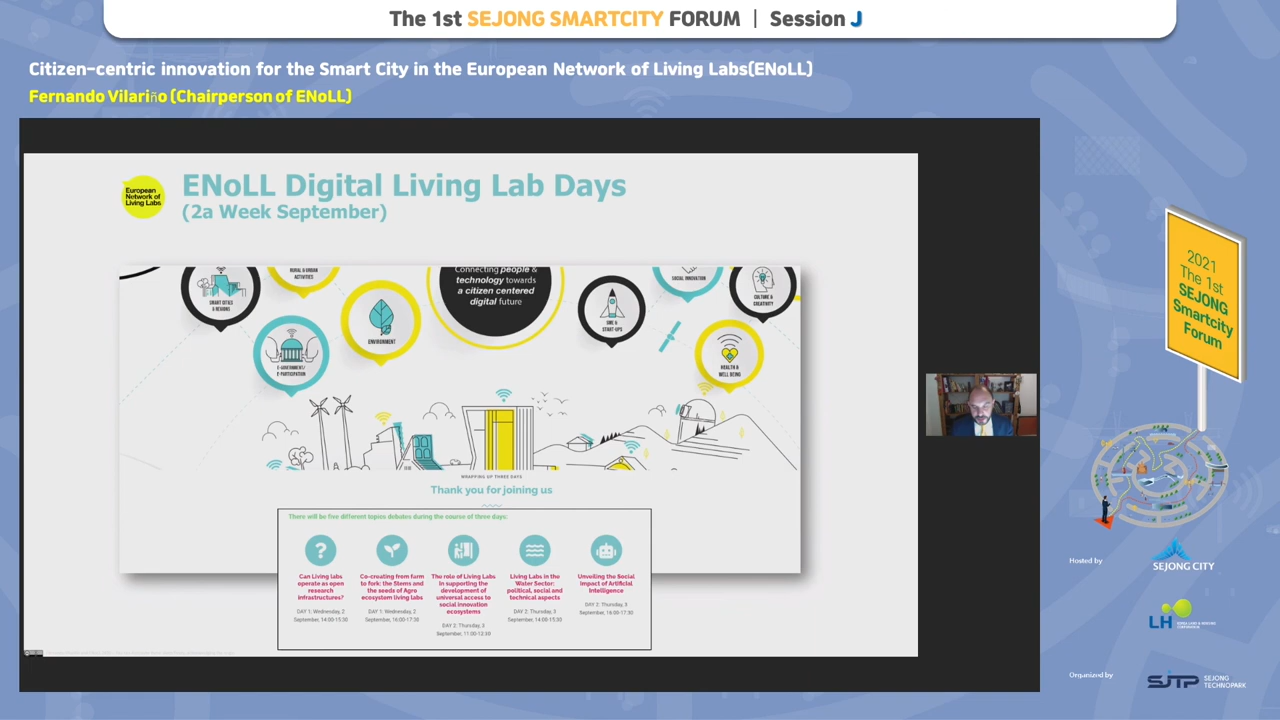 The 1st SEJONG SMARTCITY FORUM | Session J
Citizen-centric innovation for the Smart City in the European Network of Living Labs(ENoLL)
Fernando Vilariño (Chairperson of ENoLL)
European
Network of
Living Labs
ENoLL Digital Living Lab Days
(2a Week September)
SMART CITIES
& REGIONS
RURAL & URBAN
ACTIVITIES
E-GOVERNMENT/
E-PARTICIPATION
ENVIRONMENT
Connecting people &
technology towards
a citizen centered
digital future
SME &
START-UPS
SOCIAL INNOVATION
CULTURE &
CREATIVITY
HEALTH &
WELL BEING
WRAPPING UP THREE DAYS
Thank you for joining us
There will be five different topics debates during the course of three days:
Can Living labs
operate as open
research
infrastructures?
DAY 1: Wednesday, 2
September, 14:00-15:30
Co-creating from farm
to fork: the Stems and
the seeds of Agro
ecosystem living labs
DAY 1: Wednesday, 2
September, 16:00-17:30
The role of Living Labs
in supporting the
development of
universal access to
social innovation
ecosystems
DAY 2: Thursday, 3
September, 11:00-12:30
Living Labs in the
Water Sector:
political, social and
technical aspects
DAY 2: Thursday, 3
September, 14:00-15:30
Unveiling the Social
Impact of Artificial
Intelligence
DAY 2: Thursday, 3
September, 16:00-17:30
2021
The 1st
SEJONG
Smartcity
Forum
Hosted by
SEJONG CITY
LH KOREA LAND & HOUSING
CORPORATION
Organized by
SJTP SEJONG
TECHNOPARK